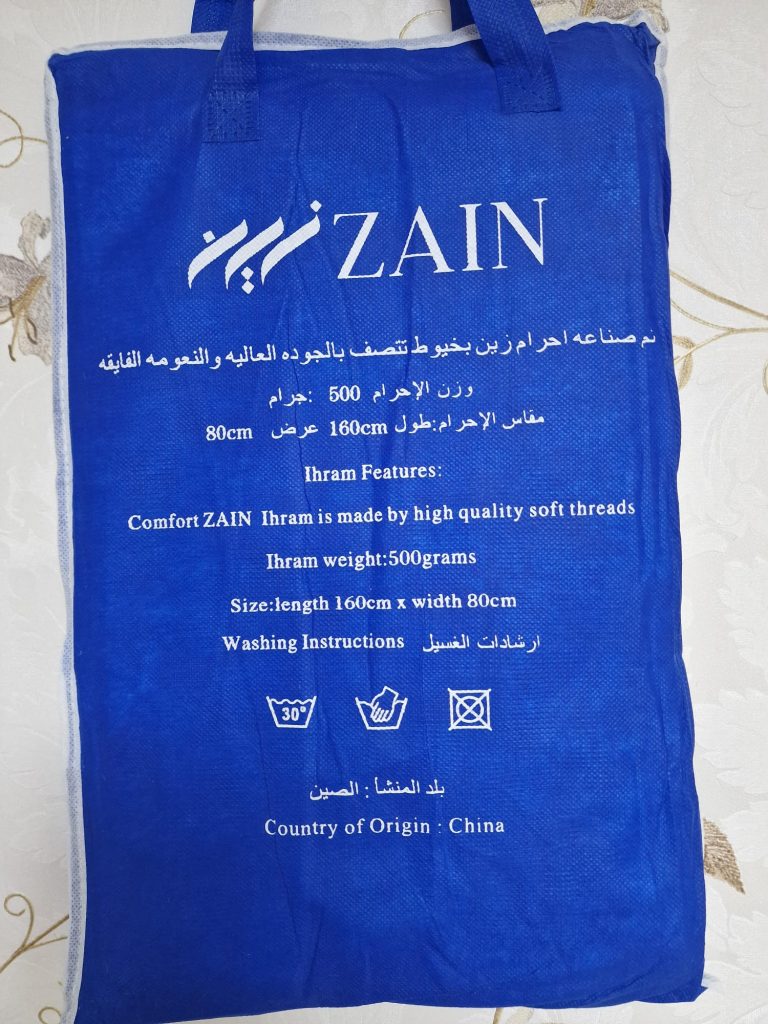 زين ZAIN
تم صناعه احرام زين بخيوط تتصف بالجوده العاليه والنعومه الفايقه
وزن الإحرام 500 :جرام
مقاس الإحرام:طول 160cm عرض 80cm
Ihram Features:
Comfort ZAIN Ihram is made by high quality soft threads
Ihram weight:500grams
Size:length 160cm x width 80cm
Washing Instructions ارشادات الغسيل
30°
بلد المنشأ : الصين
Country of Origin : China